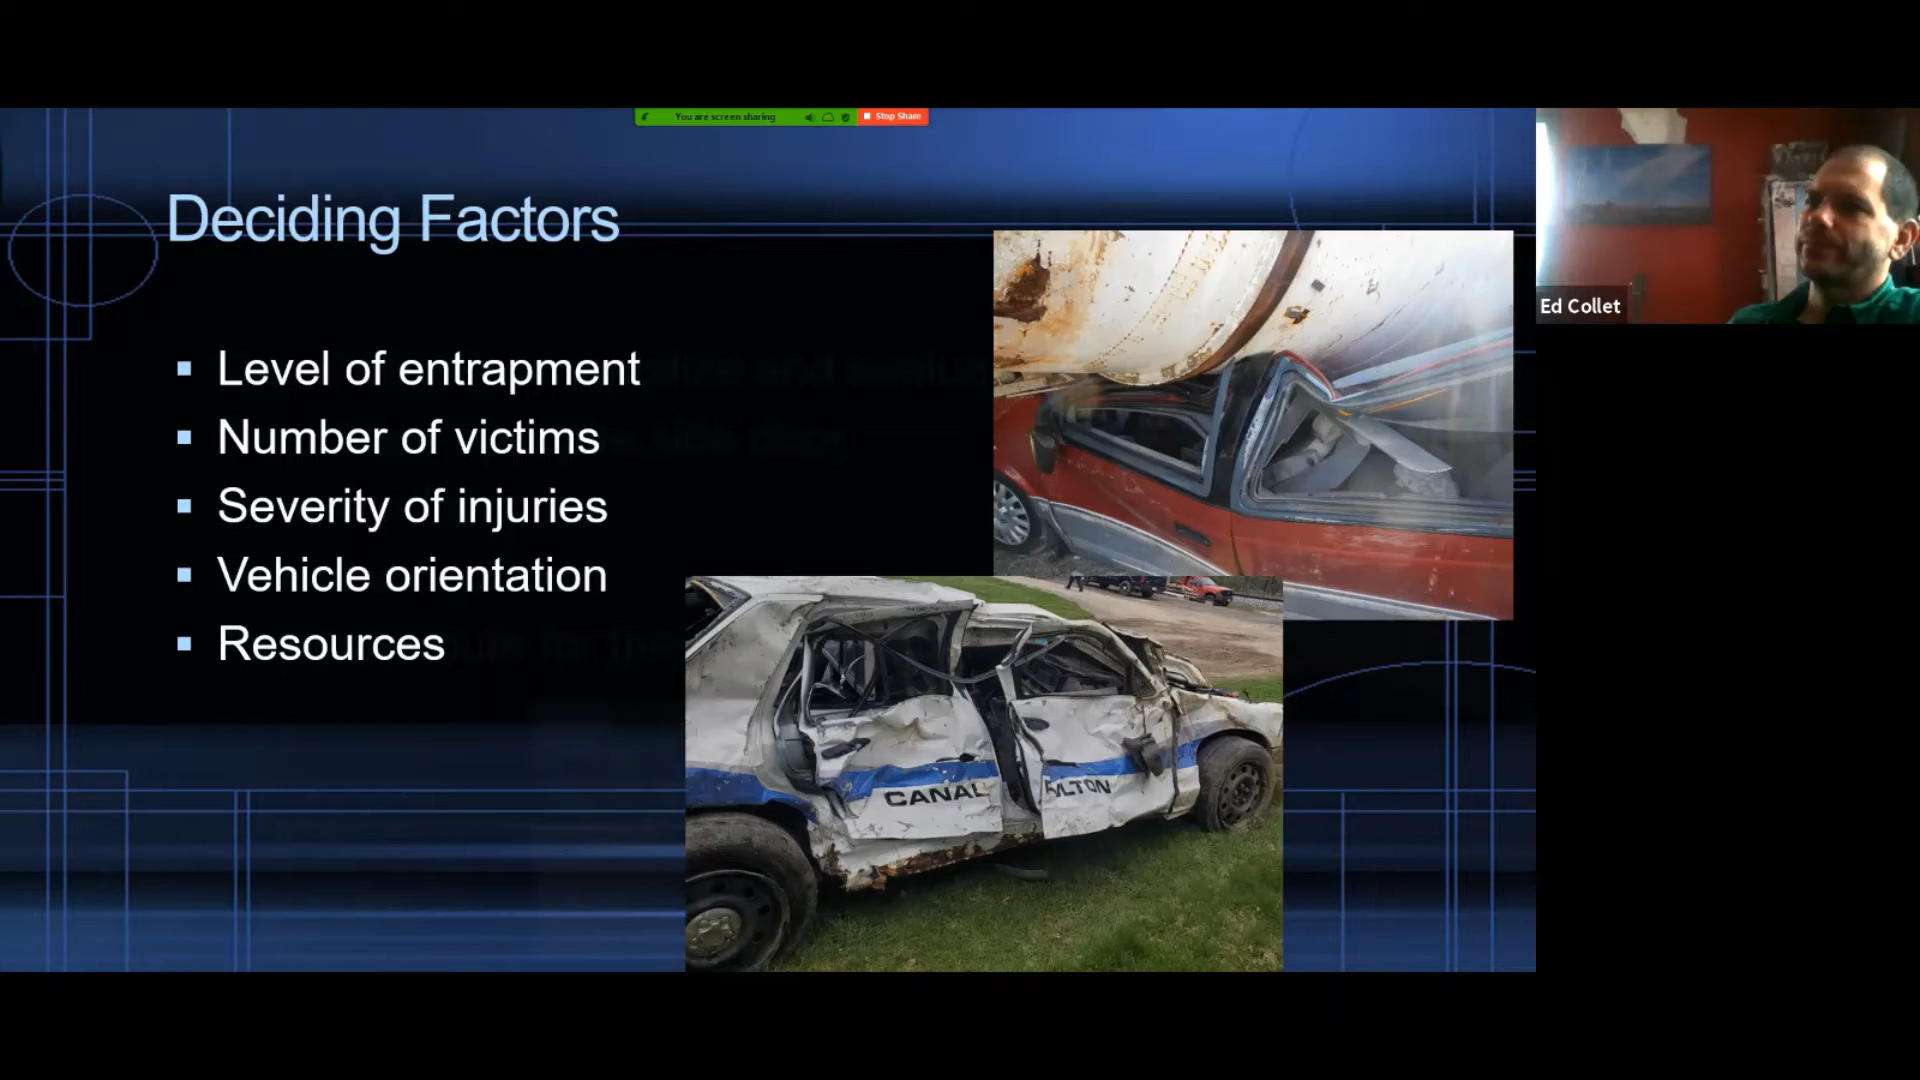 You are screen sharing
Stop Share
Deciding Factors
Level of entrapment
Number of victims
Severity of injuries
Vehicle orientation
Resources
CANAL FULTON
Ed Collet